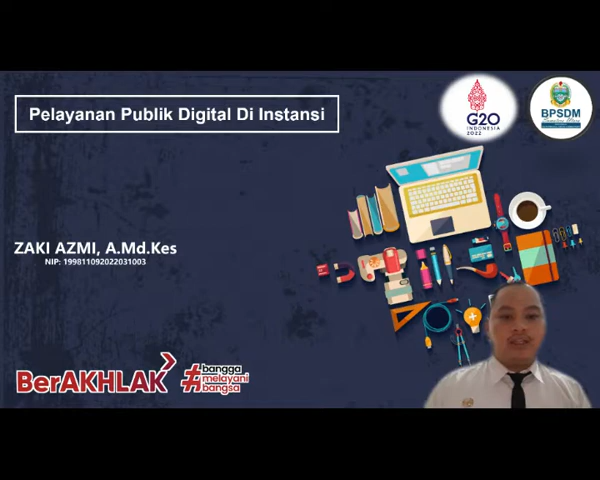 Pelayanan Publik Digital Di Instansi
G20
INDONESIA
2022
BPSDM
ZAKI AZMI, A.Md.Kes
NIP: 199811092022031003
BerAKHLAK
#bangga
melayani
bangsa